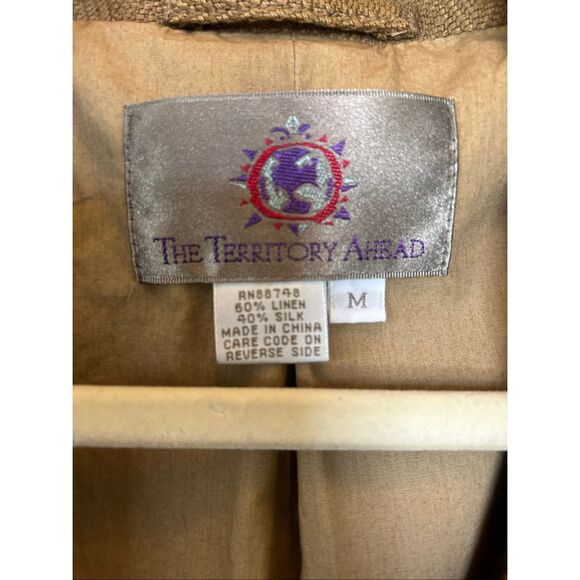 THE TERRITORY AHEAD
RN88748
60% LINEN
40% SILK
MADE IN CHINA
CARE CODE ON
REVERSE SIDE
M